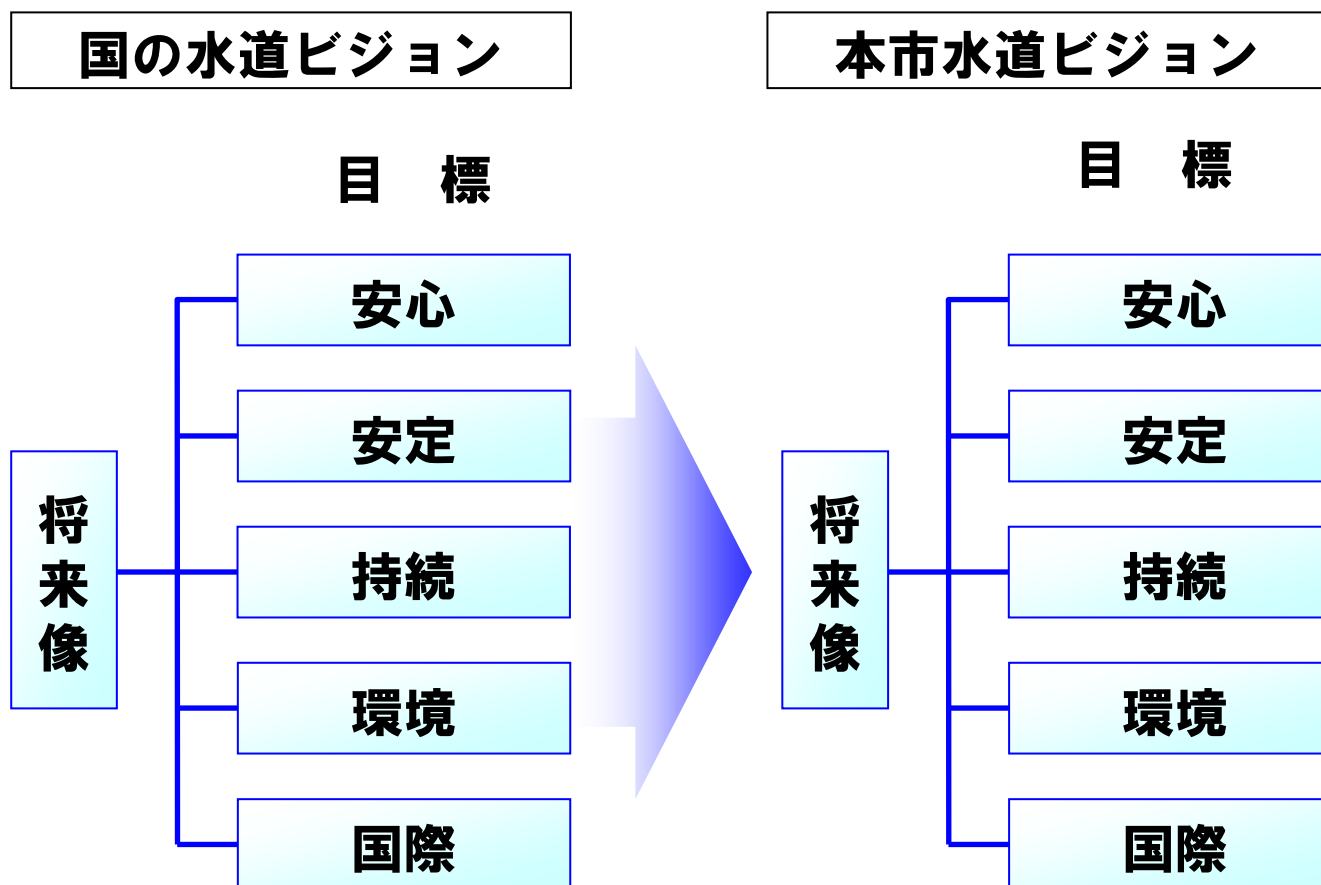 国の水道ビジョン
目 標
安心
安定
持続
環境
国際
将来像
本市水道ビジョン
目 標
安心
安定
持続
環境
国際
将来像